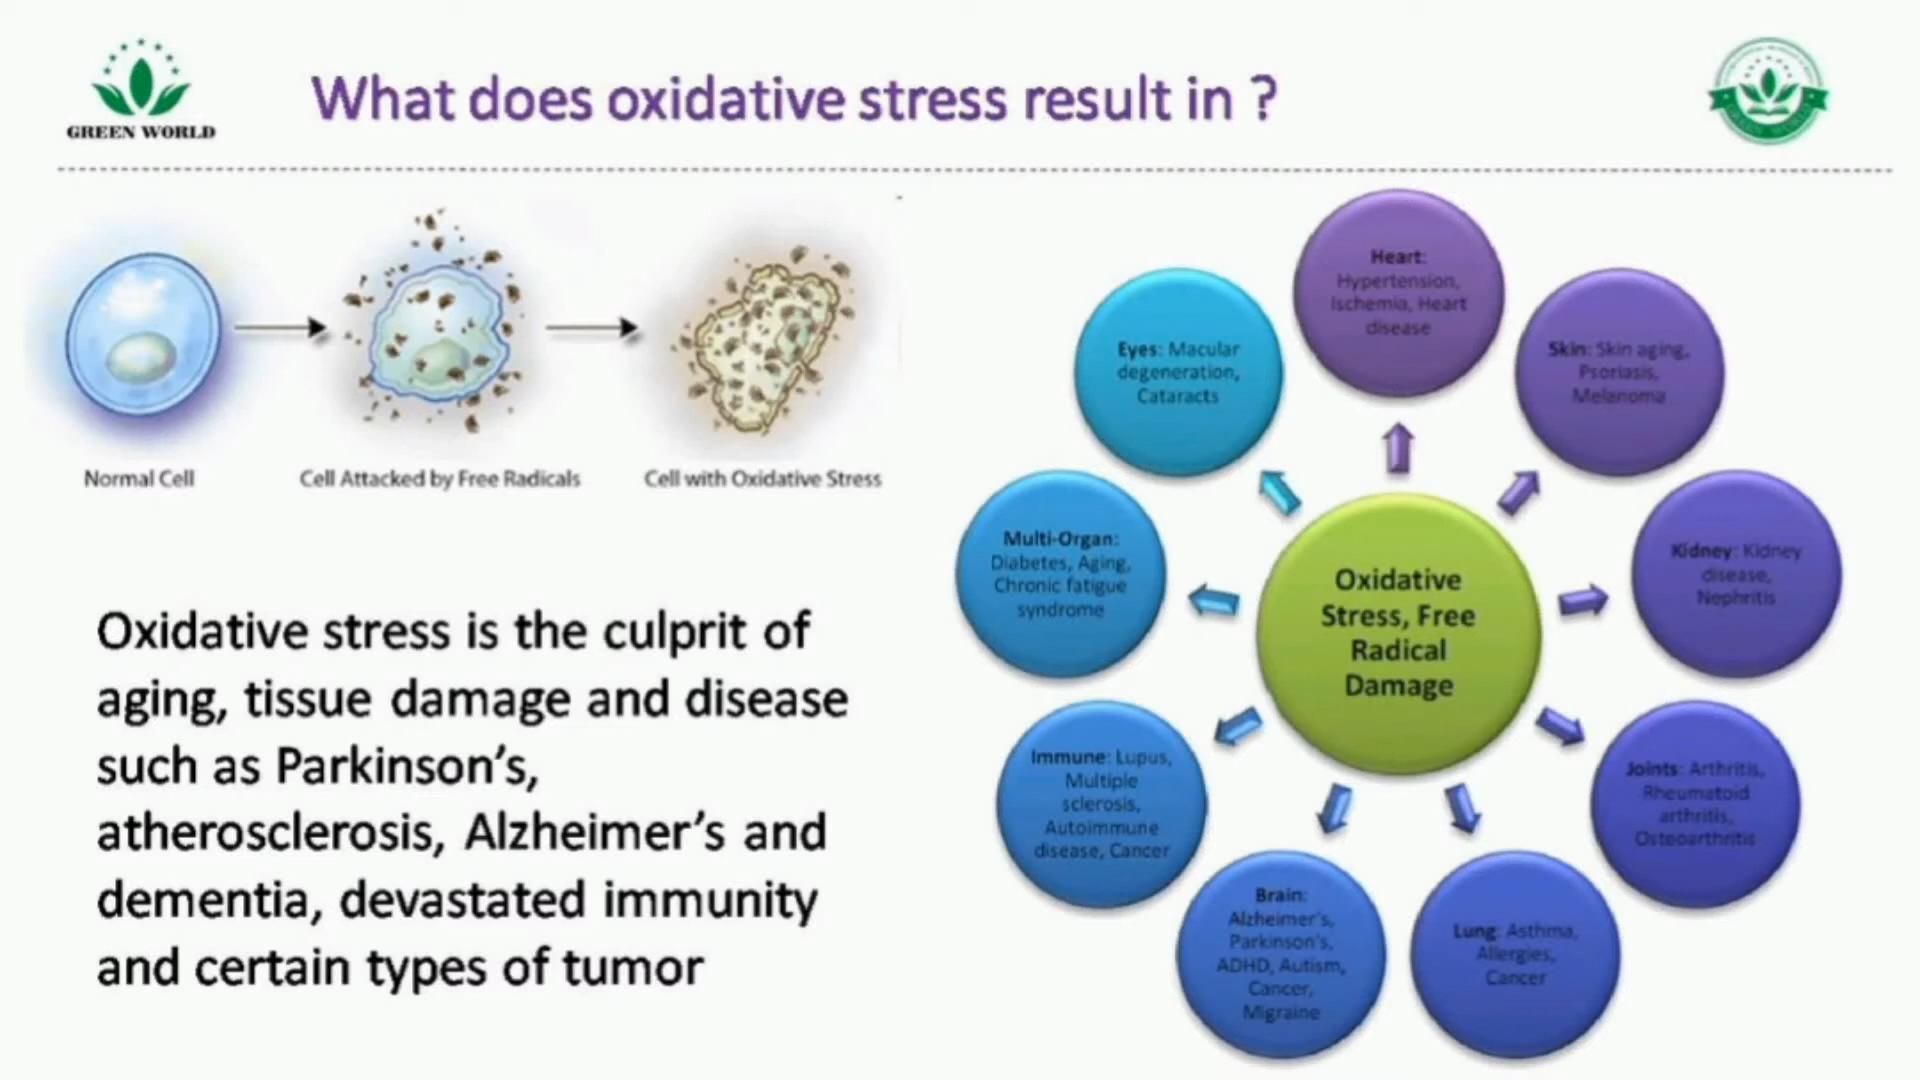 GREEN WORLD
What does oxidative stress result in ?
Normal Cell
Cell Attacked by Free Radicals
Cell with Oxidative Stress
Oxidative stress is the culprit of
aging, tissue damage and disease
such as Parkinson's,
atherosclerosis, Alzheimer's and
dementia, devastated immunity
and certain types of tumor
Oxidative
Stress, Free
Radical
Damage
Heart:
Hypertension,
Ischemia, Heart
disease
Skin: Skin aging,
Psoriasis,
Melanoma
Kidney: Kidney
disease,
Nephritis
Joints: Arthritis,
Rheumatoid
arthritis,
Osteoarthritis
Lung: Asthma,
Allergies,
Cancer
Brain:
Alzheimer's,
Parkinson's,
ADHD, Autism,
Cancer,
Migraine
Immune: Lupus,
Multiple
sclerosis,
Autoimmune
disease, Cancer
Multi-Organ:
Diabetes, Aging,
Chronic fatigue
syndrome
Eyes: Macular
degeneration,
Cataracts